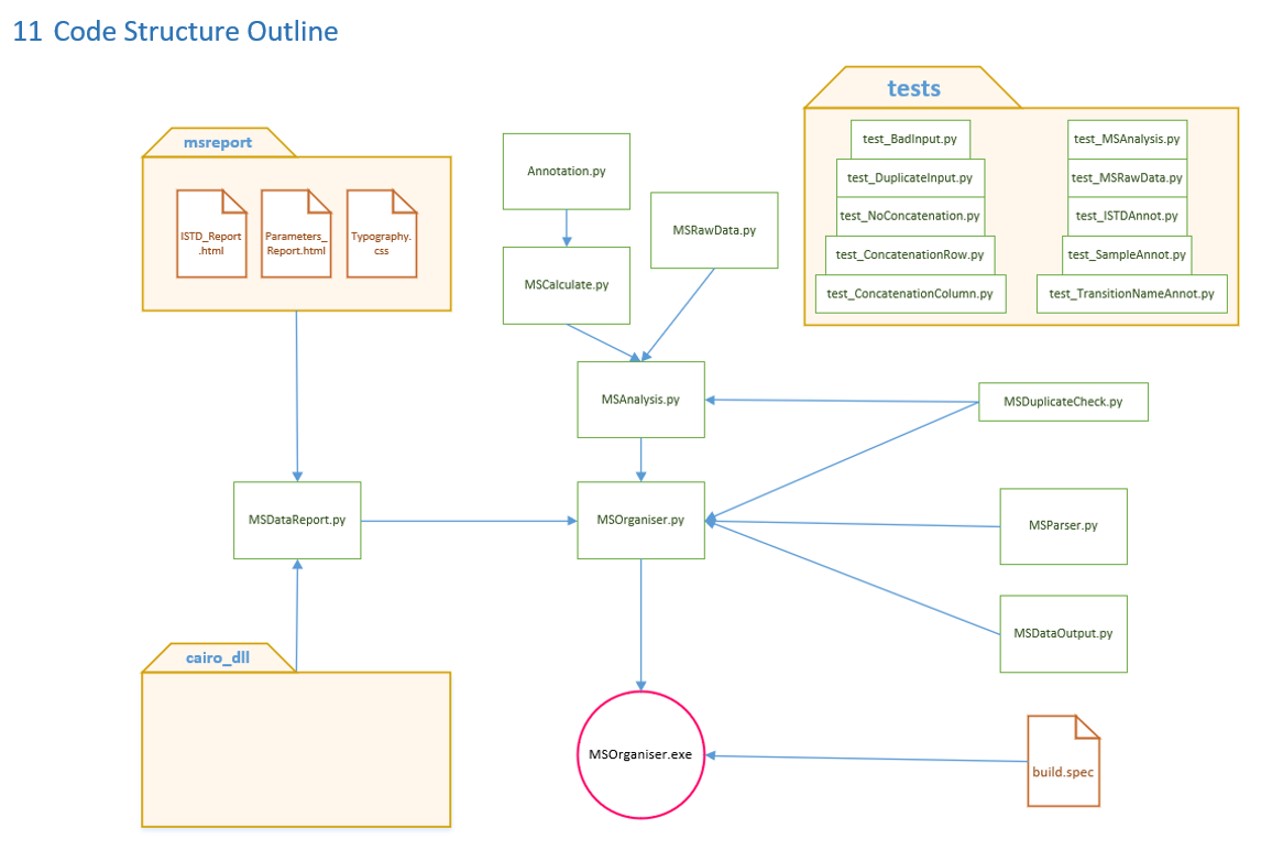 11 Code Structure Outline
tests
msreport
test_BadInput.py
test_MSAnalysis.py
Annotation.py
test_DuplicateInput.py
test_MSRawData.py
test_NoConcatenation.py
test_ISTDAnnot.py
MSRawData.py
ISTD_Report
.html
Parameters_
Report.html
Typography.
css
test_ConcatenationRow.py
test_SampleAnnot.py
MSCalculate.py
test_ConcatenationColumn.py
test_TransitionNameAnnot.py
MSAnalysis.py
MSDuplicateCheck.py
MSDataReport.py
MSOrganiser.py
MSParser.py
MSDataOutput.py
cairo_dll
MSOrganiser.exe
build.spec